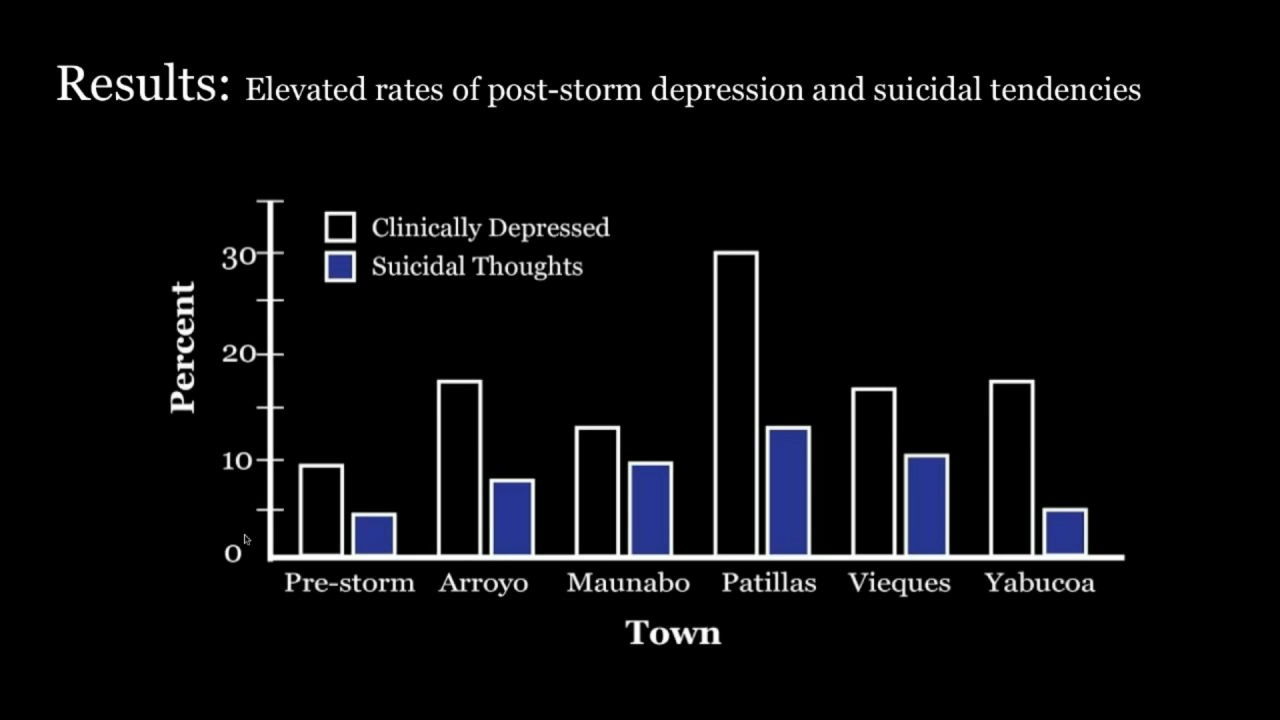 Results: Elevated rates of post-storm depression and suicidal tendencies
Clinically Depressed
Suicidal Thoughts
30
20
10
0
Percent
Pre-storm Arroyo Maunabo Patillas Vieques Yabucoa
Town